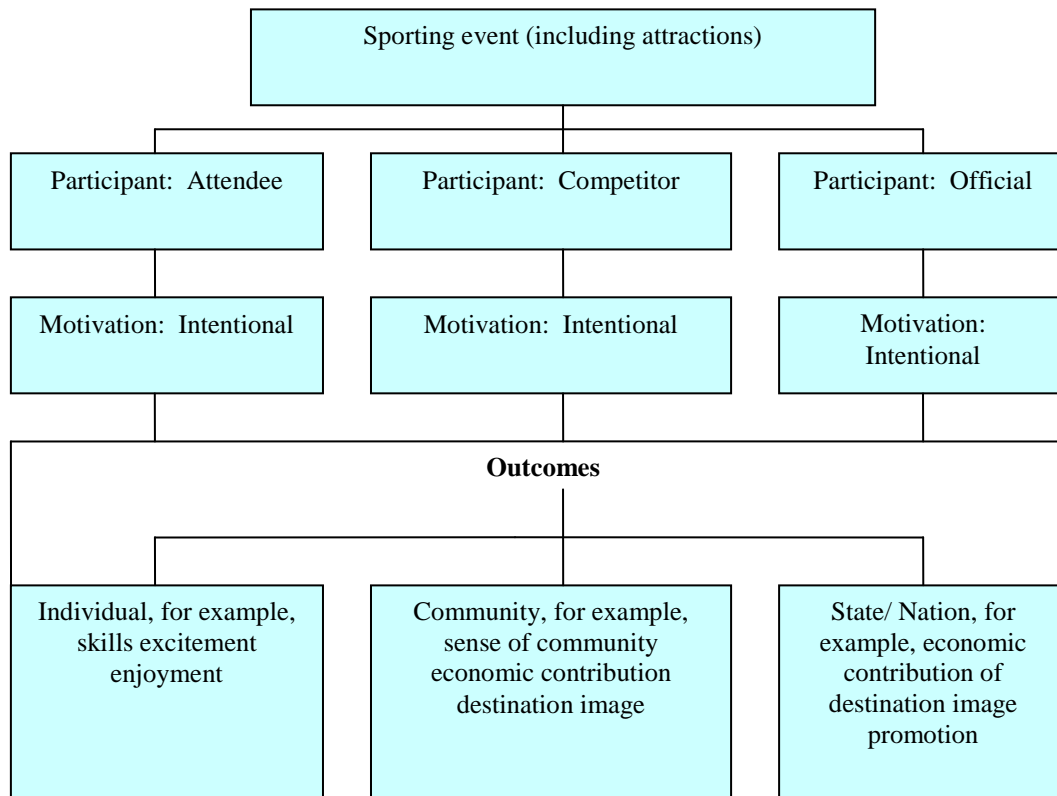 Sporting event (including attractions)
Participant: Attendee
Participant: Competitor
Participant: Official
Motivation: Intentional
Motivation: Intentional
Motivation:
Intentional
Outcomes
Individual, for example,
skills excitement
enjoyment
Community, for example,
sense of community
economic contribution
destination image
State/ Nation, for
example, economic
contribution of
destination image
promotion